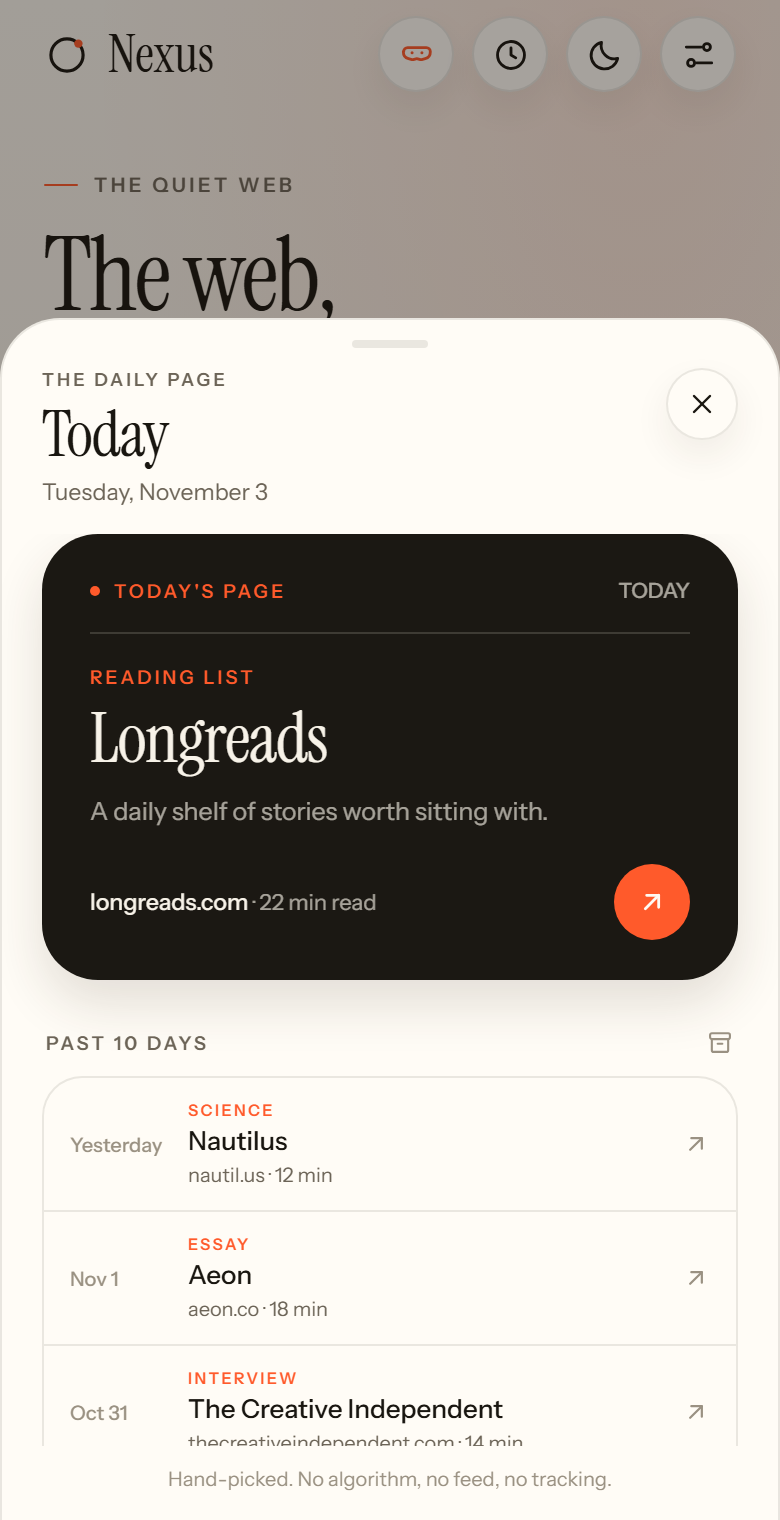 Nexus
THE QUIET WEB
The web,
THE DAILY PAGE
Today
Tuesday, November 3
TODAY'S PAGE
TODAY
READING LIST
Longreads
A daily shelf of stories worth sitting with.
longreads.com · 22 min read
PAST 10 DAYS
SCIENCE
Yesterday
Nautilus
nautil.us · 12 min
ESSAY
Nov 1
Aeon
aeon.co · 18 min
INTERVIEW
Oct 31
The Creative Independent
thecreativeindependent.com · 14 min
Hand-picked. No algorithm, no feed, no tracking.